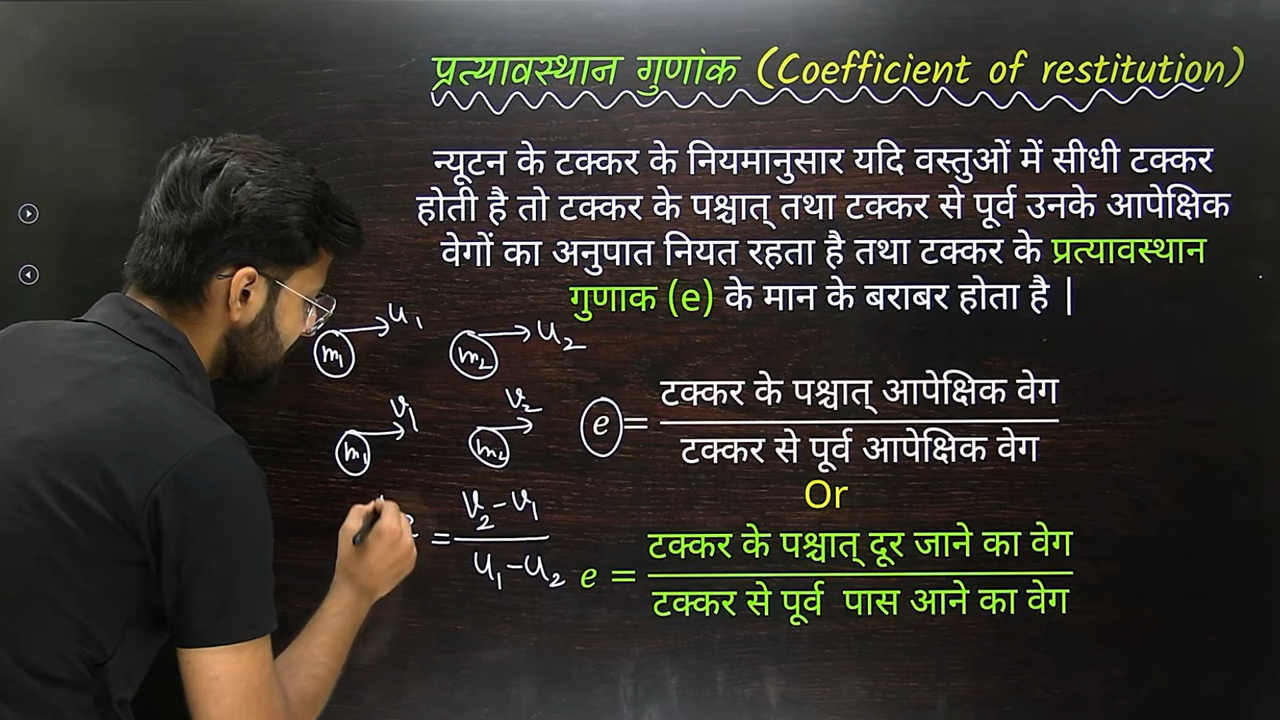 प्रत्यावस्थान गुणांक (Coefficient of restitution)
न्यूटन के टक्कर के नियमानुसार यदि वस्तुओं में सीधी टक्कर
होती है तो टक्कर के पश्चात् तथा टक्कर से पूर्व उनके आपेक्षिक
वेगों का अनुपात नियत रहता है तथा टक्कर के प्रत्यावस्थान
गुणाक (e) के मान के बराबर होता है |
m₁ u₁ m₂ u₂
m₁ v₁ m₂ v₂
= v₂-v₁
u₁-u₂
e = टक्कर के पश्चात् आपेक्षिक वेग
टक्कर से पूर्व आपेक्षिक वेग
Or
e = टक्कर के पश्चात् दूर जाने का वेग
टक्कर से पूर्व पास आने का वेग